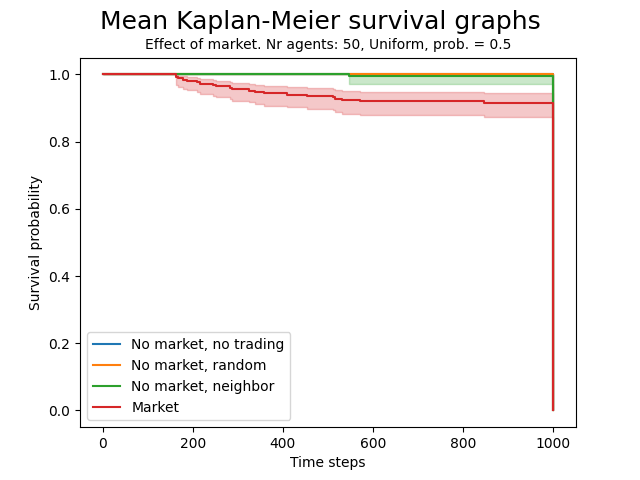 Mean Kaplan-Meier survival graphs
Effect of market. Nr agents: 50, Uniform, prob. = 0.5
1.0
0.8
0.6
0.4
0.2
0.0
Survival probability
No market, no trading
No market, random
No market, neighbor
Market
0 200 400 600 800 1000
Time steps